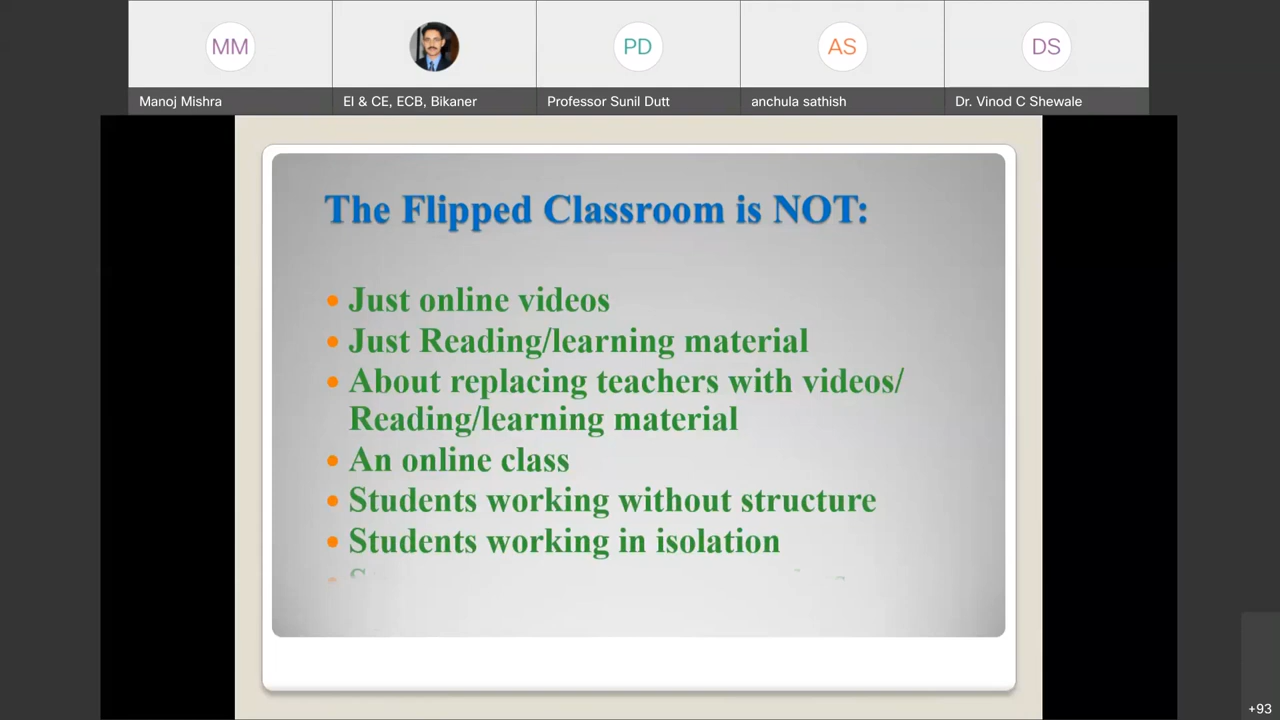 MM
PD
AS
DS
Manoj Mishra
EI & CE, ECB, Bikaner
Professor Sunil Dutt
anchula sathish
Dr. Vinod C Shewale
The Flipped Classroom is NOT:
• Just online videos
• Just Reading/learning material
• About replacing teachers with videos/
Reading/learning material
• An online class
• Students working without structure
• Students working in isolation
+93